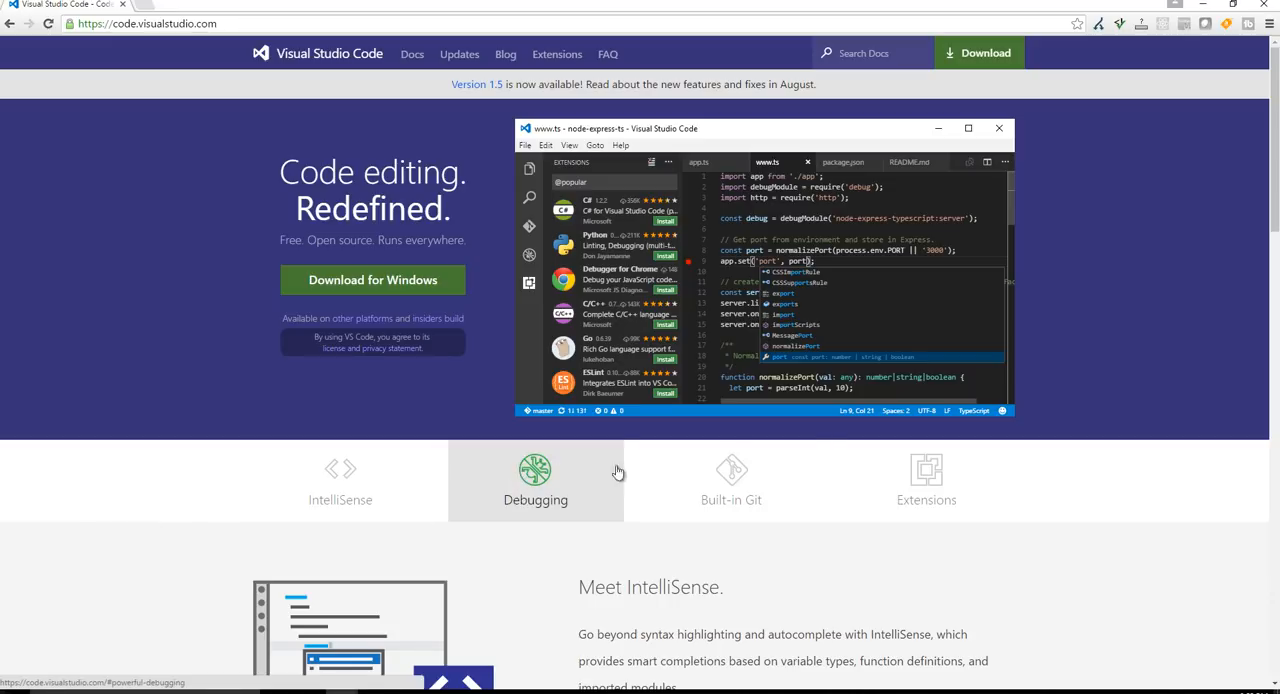 Visual Studio Code - Cod
https://code.visualstudio.com
Visual Studio Code
Docs
Updates
Blog
Extensions
FAQ
Search Docs
Download
Version 1.5 is now available! Read about the new features and fixes in August.
Code editing.
Redefined.
Free. Open source. Runs everywhere.
Download for Windows
Available on other platforms and insiders build
By using VS Code, you agree to its
license and privacy statement.
www.ts - node-express-ts - Visual Studio Code
File Edit View Goto Help
EXTENSIONS
@popular
C# 1.2.2 356K
C# for Visual Studio Code (p...
Microsoft
Install
Python 0.5.0 211K
Linting, Debugging (multi-t...
Don Jayamanne
Install
Debugger for Chrome 148
Debug your JavaScript code...
Microsoft JS Diagno...
Install
C/C++ 0.7... 143K
Complete C/C++ language ...
Microsoft
Install
Go 0.6.39 99K
Rich Go language support f...
lukehoban
Install
ESLint 0.10... 88K
Integrates ESLint into VS Co...
Dirk Baeumer
Install
app.ts
www.ts
package.json
README.md
1 import app from './app';
2 import debugModule = require('debug');
3 import http = require('http');
4
5 const debug = debugModule('node-express-typescript:server');
6
7 // Get port from environment and store in Express.
8 const port = normalizePort(process.env.PORT || '3000');
9 app.set('port', port);
10
11 // create
12 const ser
13 server.li
14 server.on
15 server.on
16
17 /**
18 * Normal
19 */
20 function normalizePort(val: any): number|string|boolean {
21 let port = parseInt(val, 10);
22
CSSImportRule
CSSSupportsRule
export
exports
import
importScripts
MessagePort
normalizePort
port const port: number | string | boolean
master 1↓ 131 0 0
Ln 9, Col 21 Spaces: 2 UTF-8 LF TypeScript
IntelliSense
Debugging
Built-in Git
Extensions
Meet IntelliSense.
Go beyond syntax highlighting and autocomplete with IntelliSense, which
provides smart completions based on variable types, function definitions, and
imported modules.
https://code.visualstudio.com/#powerful-debugging